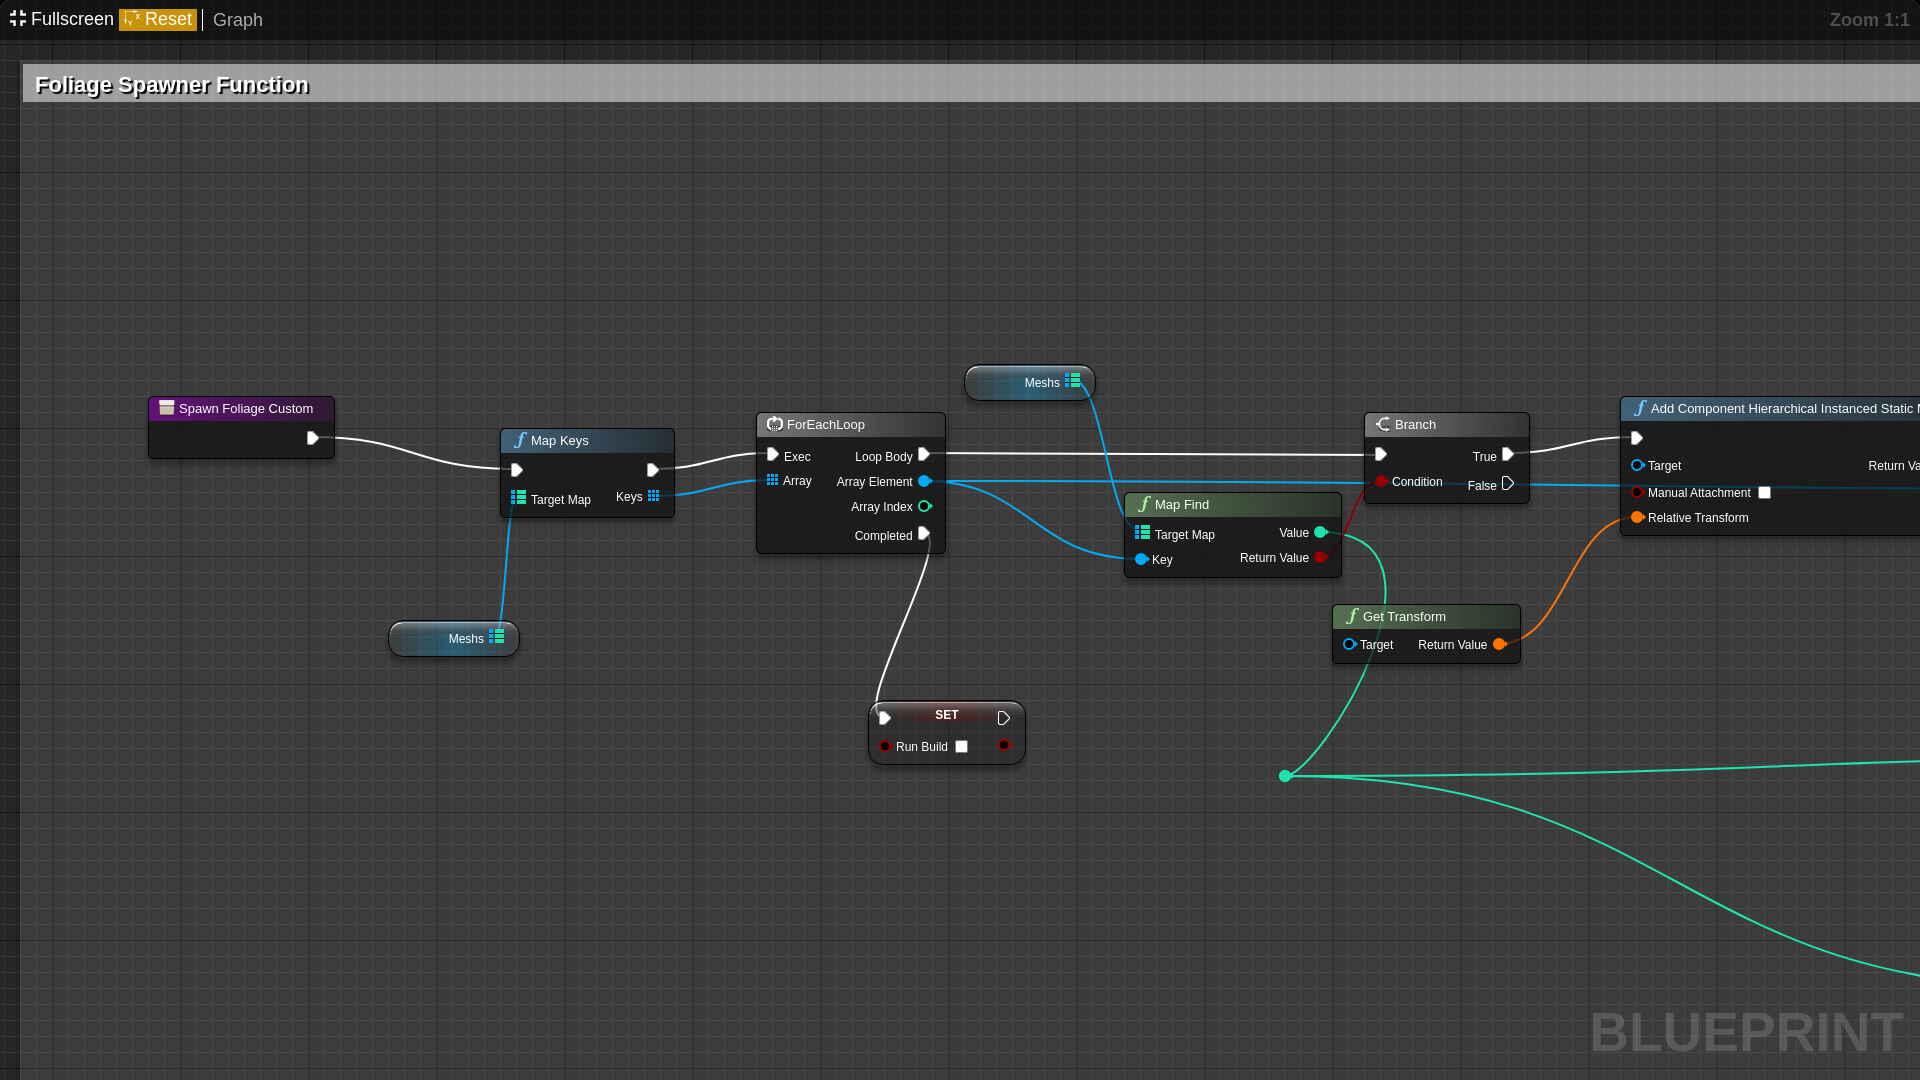 Fullscreen Reset Graph Zoom 1:1
Foliage Spawner Function
Spawn Foliage Custom
Map Keys
Target Map Keys
Meshs
ForEachLoop
Exec Loop Body
Array Array Element
Array Index
Completed
Meshs
SET
Run Build
Map Find
Target Map Value
Key Return Value
Branch
True
Condition False
Get Transform
Target Return Value
Add Component Hierarchical Instanced Static
Target Return Va
Manual Attachment
Relative Transform
BLUEPRINT